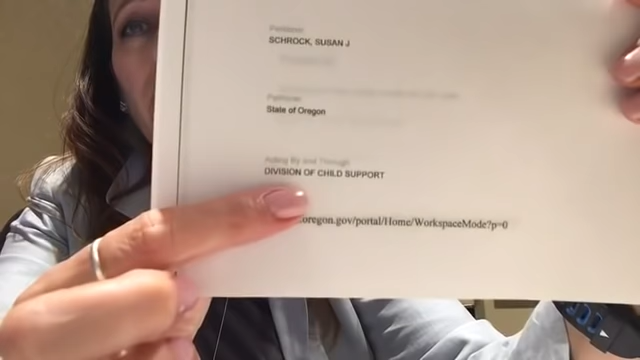 Petitioner
SCHROCK, SUSAN J
State of Oregon
Acting By and Through
DIVISION OF CHILD SUPPORT
.oregon.gov/portal/Home/WorkspaceMode?p=0